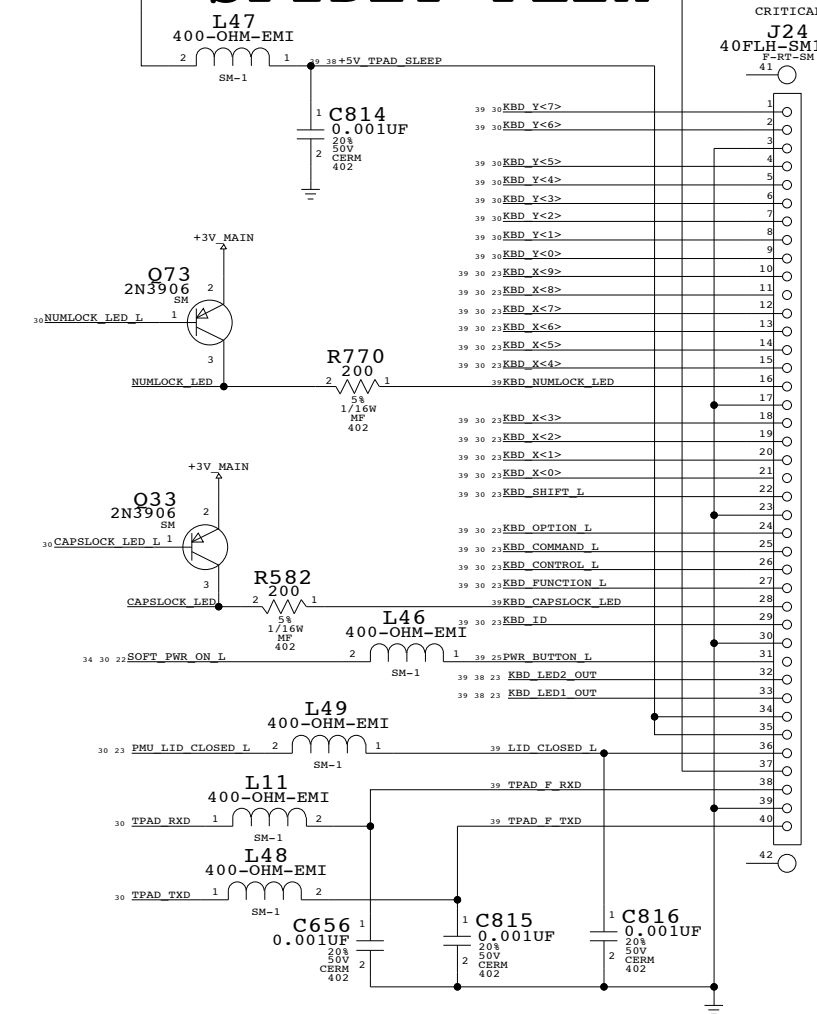 L47
400-OHM-EMI
2
1
SM-1
39 38 +5V_TPAD_SLEEP
1
C814
0.001UF
20%
50V
CERM
402
2
CRITICAL
J24
40FLH-SM1
F-RT-SM
41
39 30 KBD_Y<7> 1
39 30 KBD_Y<6> 2
3
39 30 KBD_Y<5> 4
39 30 KBD_Y<4> 5
39 30 KBD_Y<3> 6
39 30 KBD_Y<2> 7
39 30 KBD_Y<1> 8
39 30 KBD_Y<0> 9
39 30 23 KBD_X<9> 10
39 30 23 KBD_X<8> 11
39 30 23 KBD_X<7> 12
39 30 23 KBD_X<6> 13
39 30 23 KBD_X<5> 14
39 30 23 KBD_X<4> 15
39 KBD_NUMLOCK_LED 16
17
39 30 23 KBD_X<3> 18
39 30 23 KBD_X<2> 19
39 30 23 KBD_X<1> 20
39 30 23 KBD_X<0> 21
39 30 23 KBD_SHIFT_L 22
23
39 30 23 KBD_OPTION_L 24
39 30 23 KBD_COMMAND_L 25
39 30 23 KBD_CONTROL_L 26
39 30 23 KBD_FUNCTION_L 27
39 KBD_CAPSLOCK_LED 28
39 30 23 KBD_ID 29
30
39 25 PWR_BUTTON_L 31
39 38 23 KBD_LED2_OUT 32
39 38 23 KBD_LED1_OUT 33
34
35
39 LID_CLOSED_L 36
37
39 TPAD_F_RXD 38
39
39 TPAD_F_TXD 40
42
+3V_MAIN
Q73
2N3906
SM
2
30 NUMLOCK_LED_L 1
3
NUMLOCK_LED
R770
200
2
1
5%
1/16W
MF
402
+3V_MAIN
Q33
2N3906
SM
2
30 CAPSLOCK_LED_L 1
3
CAPSLOCK_LED
R582
200
2
1
5%
1/16W
MF
402
L46
400-OHM-EMI
34 30 22 SOFT_PWR_ON_L
2
1
SM-1
L49
400-OHM-EMI
30 23 PMU_LID_CLOSED_L
2
1
SM-1
L11
400-OHM-EMI
30 TPAD_RXD
1
2
SM-1
L48
400-OHM-EMI
30 TPAD_TXD
1
2
SM-1
C656
1
0.001UF
20%
50V
CERM
402
2
1
C815
0.001UF
20%
50V
CERM
402
2
1
C816
0.001UF
20%
50V
CERM
402
2